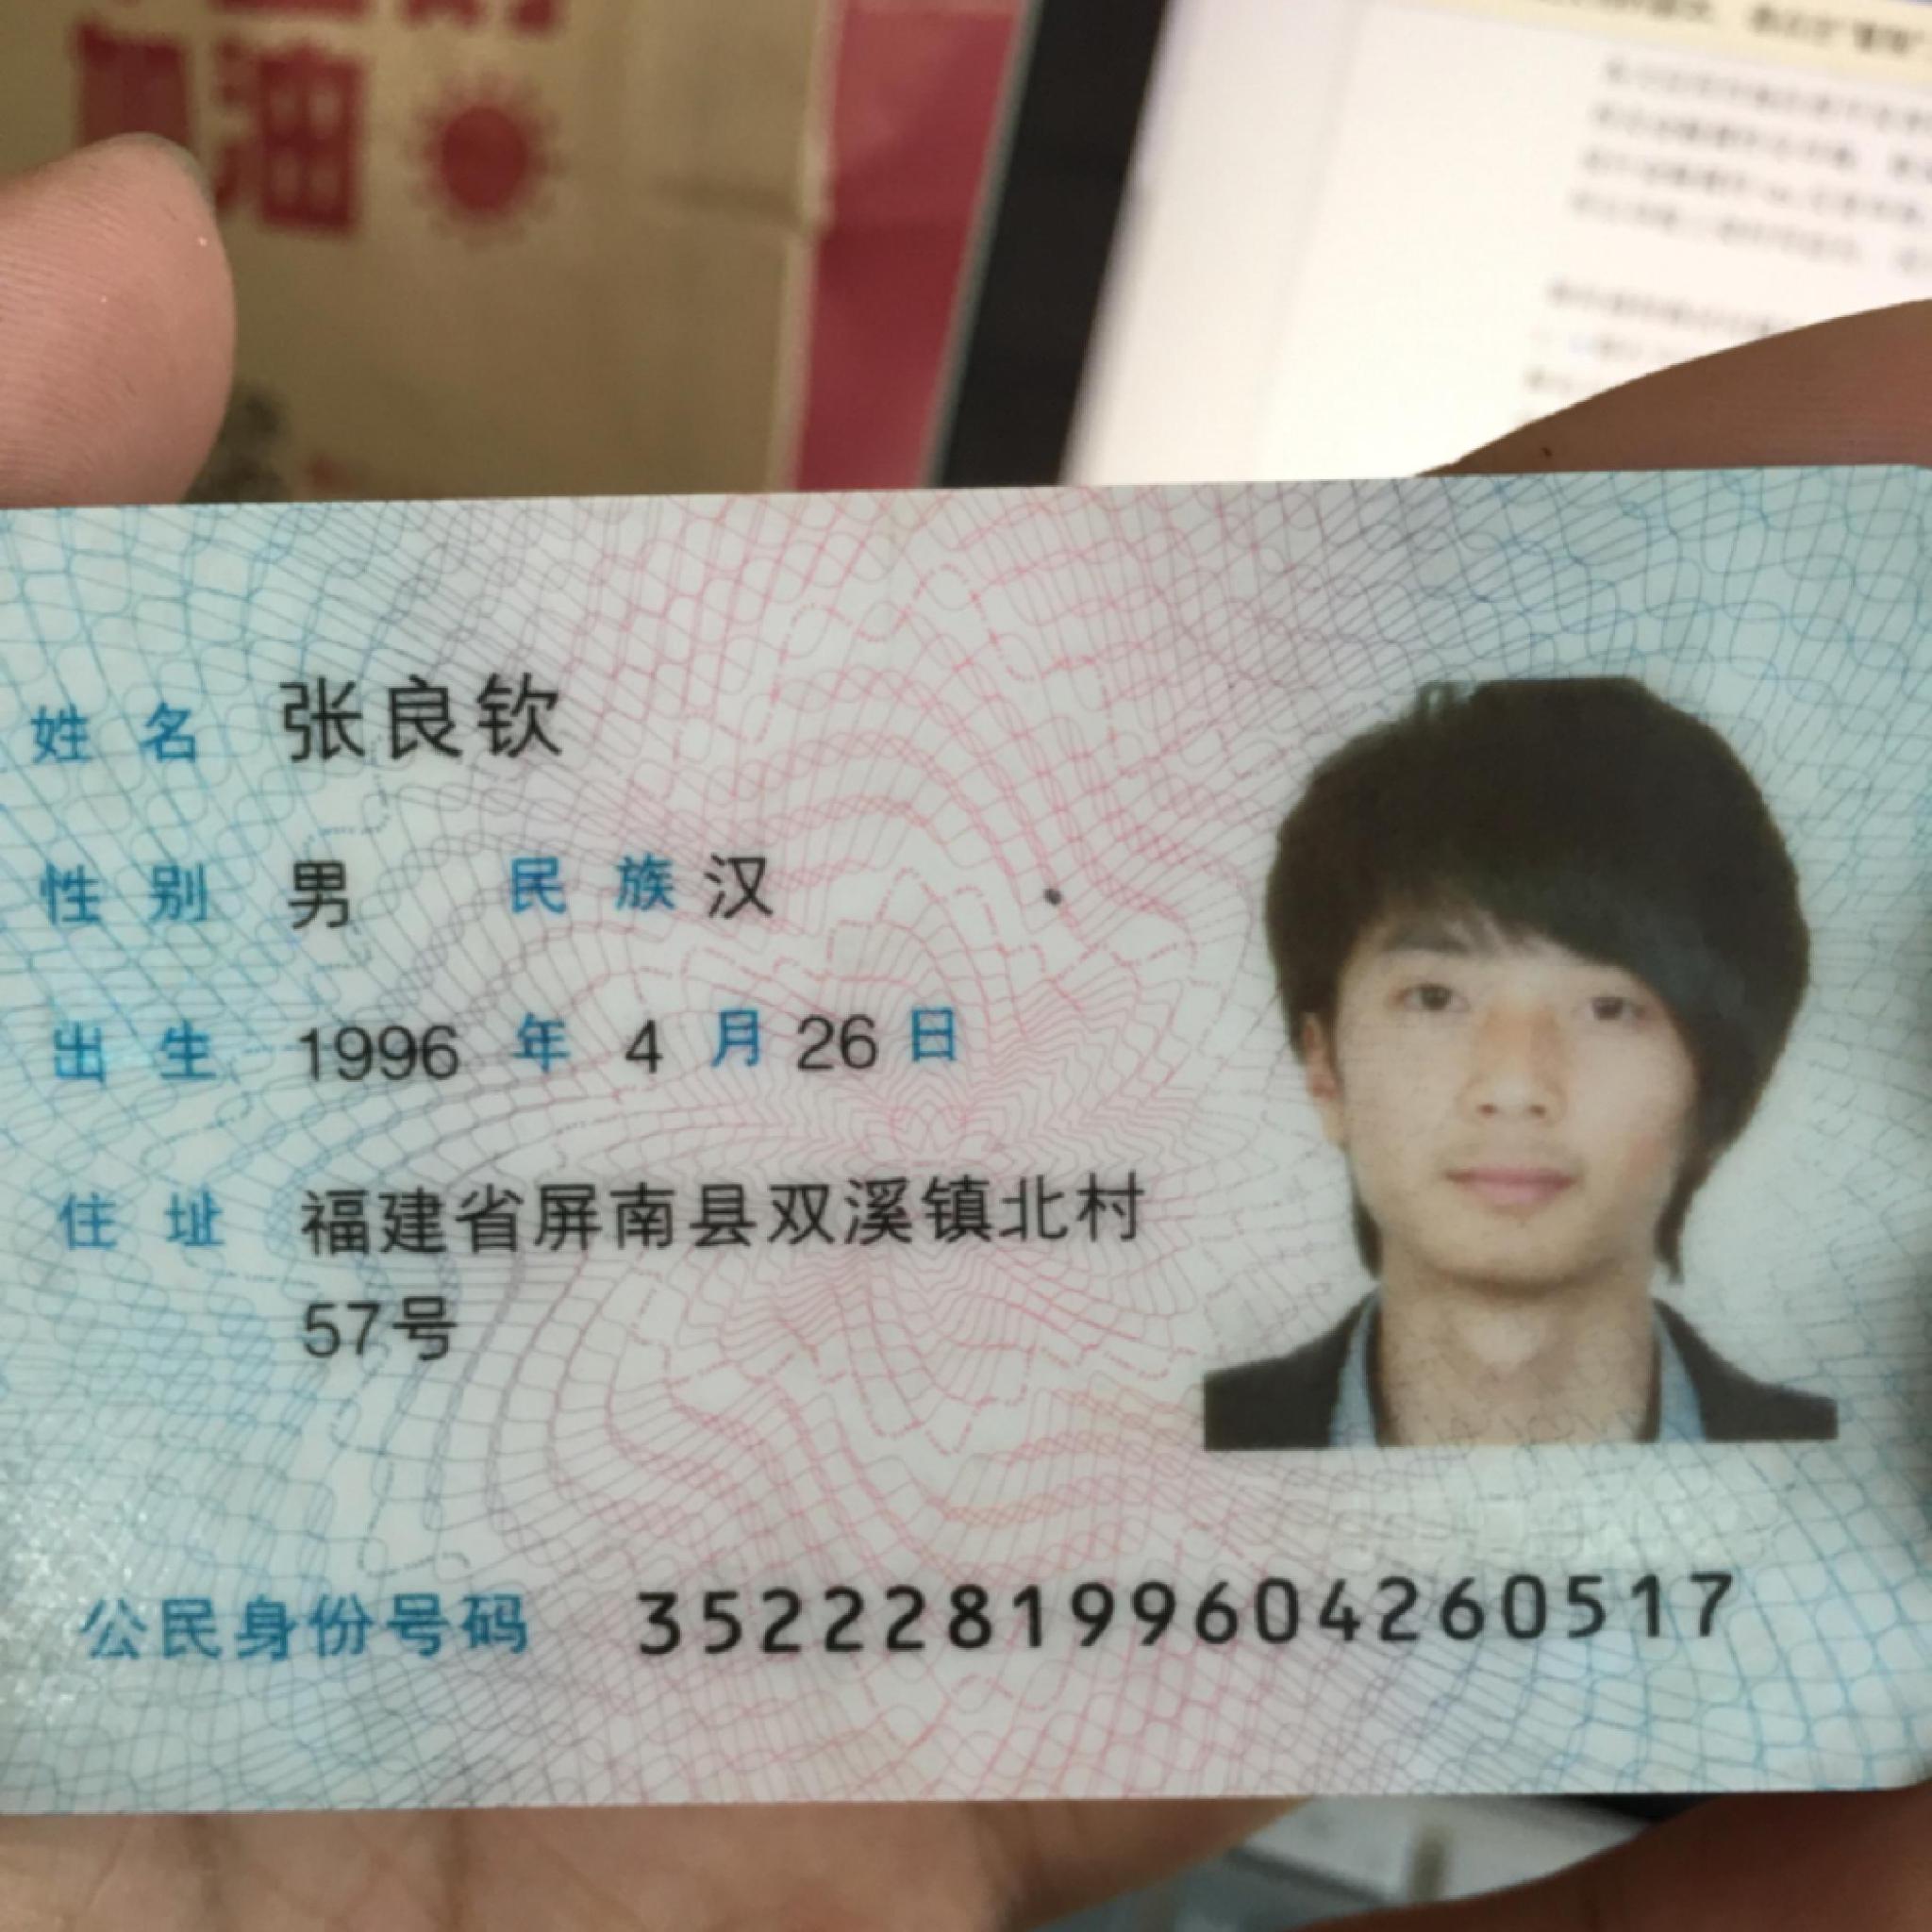 加油
姓名 张良钦
性别 男 民族 汉
出生 1996 年 4 月 26 日
住址 福建省屏南县双溪镇北村
57号
公民身份号码 352228199604260517